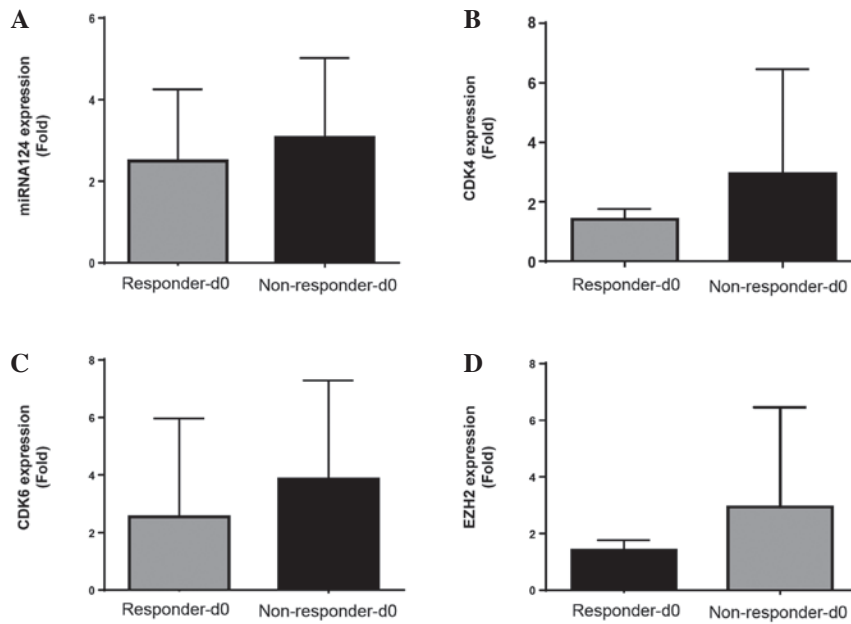 A
miRNA124 expression
(Fold)
6
4
2
0
Responder-d0 Non-responder-d0
B
CDK4 expression
(Fold)
8
6
4
2
0
Responder-d0 Non-responder-d0
C
CDK6 expression
(Fold)
8
6
4
2
0
Responder-d0 Non-responder-d0
D
EZH2 expression
(Fold)
8
6
4
2
0
Responder-d0 Non-responder-d0